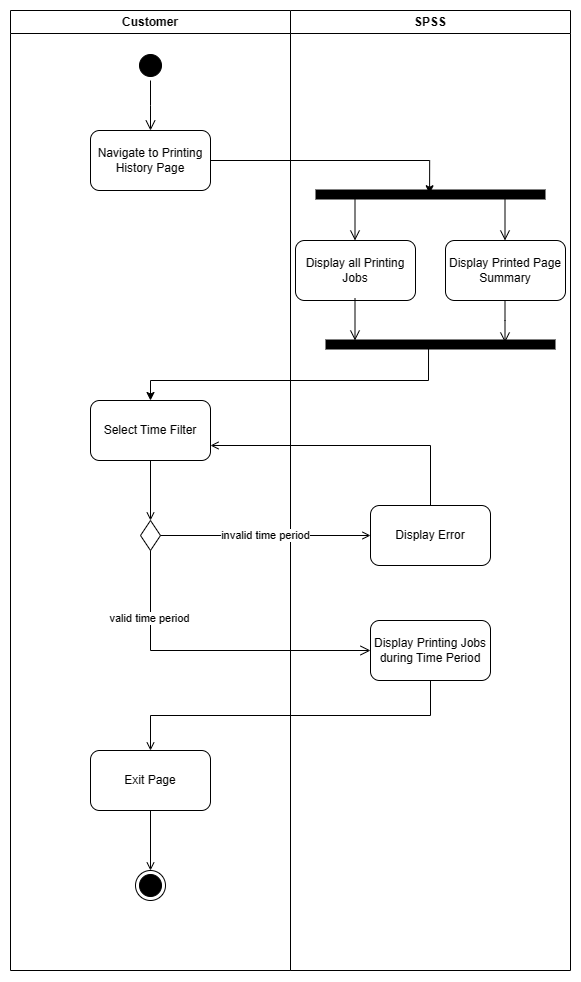 Customer
SPSS
Navigate to Printing
History Page
Display all Printing
Jobs
Display Printed Page
Summary
Select Time Filter
invalid time period
Display Error
valid time period
Display Printing Jobs
during Time Period
Exit Page